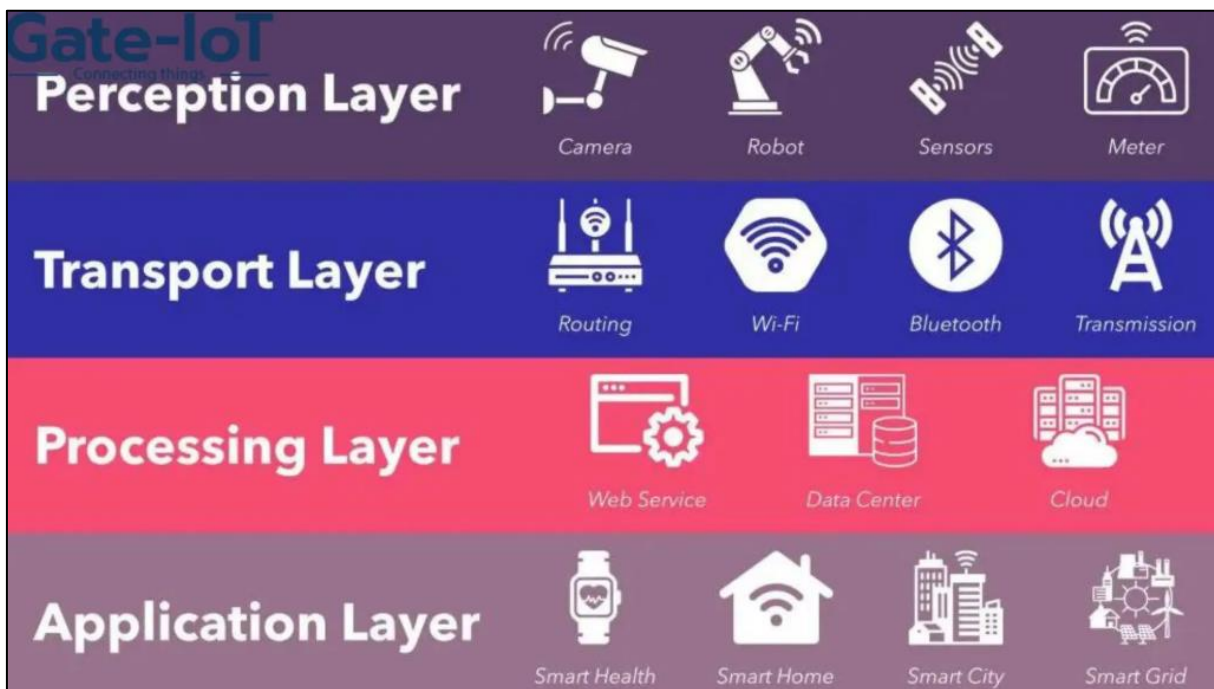 Gate-IoT
Connecting things
Perception Layer
Camera Robot Sensors Meter
Transport Layer
Routing Wi-Fi Bluetooth Transmission
Processing Layer
Web Service Data Center Cloud
Application Layer
Smart Health Smart Home Smart City Smart Grid